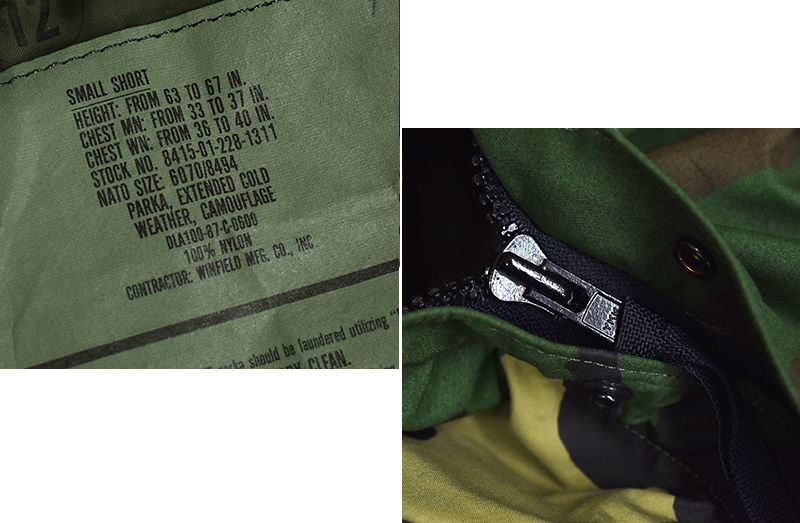 12
SMALL SHORT
HEIGHT: FROM 63 TO 67 IN.
CHEST MN: FROM 33 TO 37 IN.
CHEST WN: FROM 36 TO 40 IN.
STOCK NO. 8415-01-228-1311
NATO SIZE: 6070/8494
PARKA, EXTENDED COLD
WEATHER, CAMOUFLAGE
DLA100-87-C-0600
100% NYLON
CONTRACTOR: WINFIELD MFG. CO., INC
should be laundered utilizing
CLEAN.